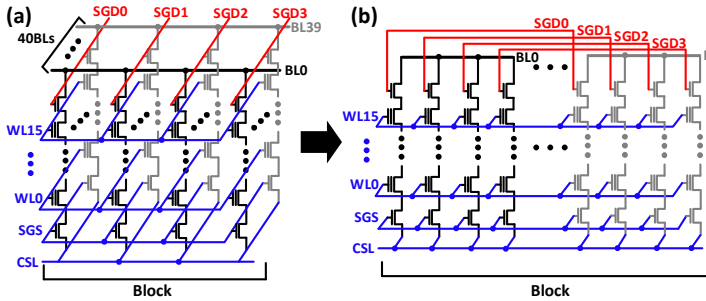 (a)
SGD0 SGD1 SGD2 SGD3
40BLs
BL39
BL0
WL15
WL0
SGS
CSL
Block
(b)
SGD0
SGD1
SGD2
SGD3
BL0
WL15
WL0
SGS
CSL
Block